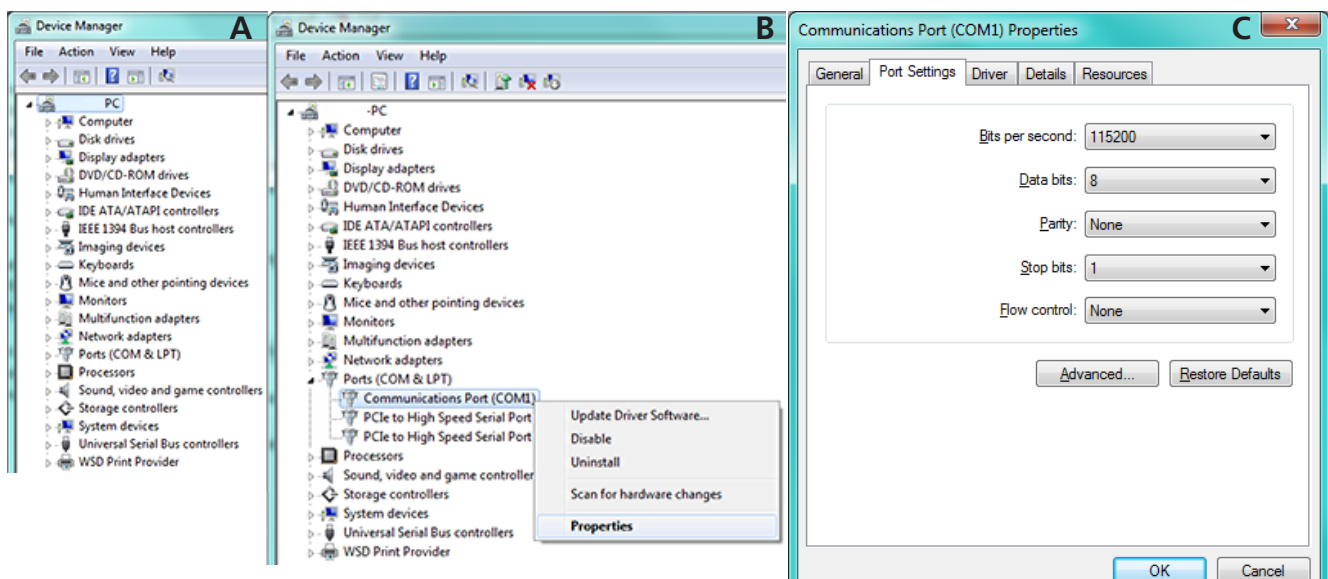 Device Manager
A
File Action View Help
PC
Computer
Disk drives
Display adapters
DVD/CD-ROM drives
Human Interface Devices
IDE ATA/ATAPI controllers
IEEE 1394 Bus host controllers
Imaging devices
Keyboards
Mice and other pointing devices
Monitors
Multifunction adapters
Network adapters
Ports (COM & LPT)
Processors
Sound, video and game controllers
Storage controllers
System devices
Universal Serial Bus controllers
WSD Print Provider
Device Manager
B
File Action View Help
-PC
Computer
Disk drives
Display adapters
DVD/CD-ROM drives
Human Interface Devices
IDE ATA/ATAPI controllers
IEEE 1394 Bus host controllers
Imaging devices
Keyboards
Mice and other pointing devices
Monitors
Multifunction adapters
Network adapters
Ports (COM & LPT)
Communications Port (COM1)
PCIe to High Speed Serial Port
PCIe to High Speed Serial Port
Processors
Sound, video and game controller
Storage controllers
System devices
Universal Serial Bus controllers
WSD Print Provider
Update Driver Software...
Disable
Uninstall
Scan for hardware changes
Properties
Communications Port (COM1) Properties
C
General Port Settings Driver Details Resources
Bits per second: 115200
Data bits: 8
Parity: None
Stop bits: 1
Flow control: None
Advanced... Restore Defaults
OK Cancel